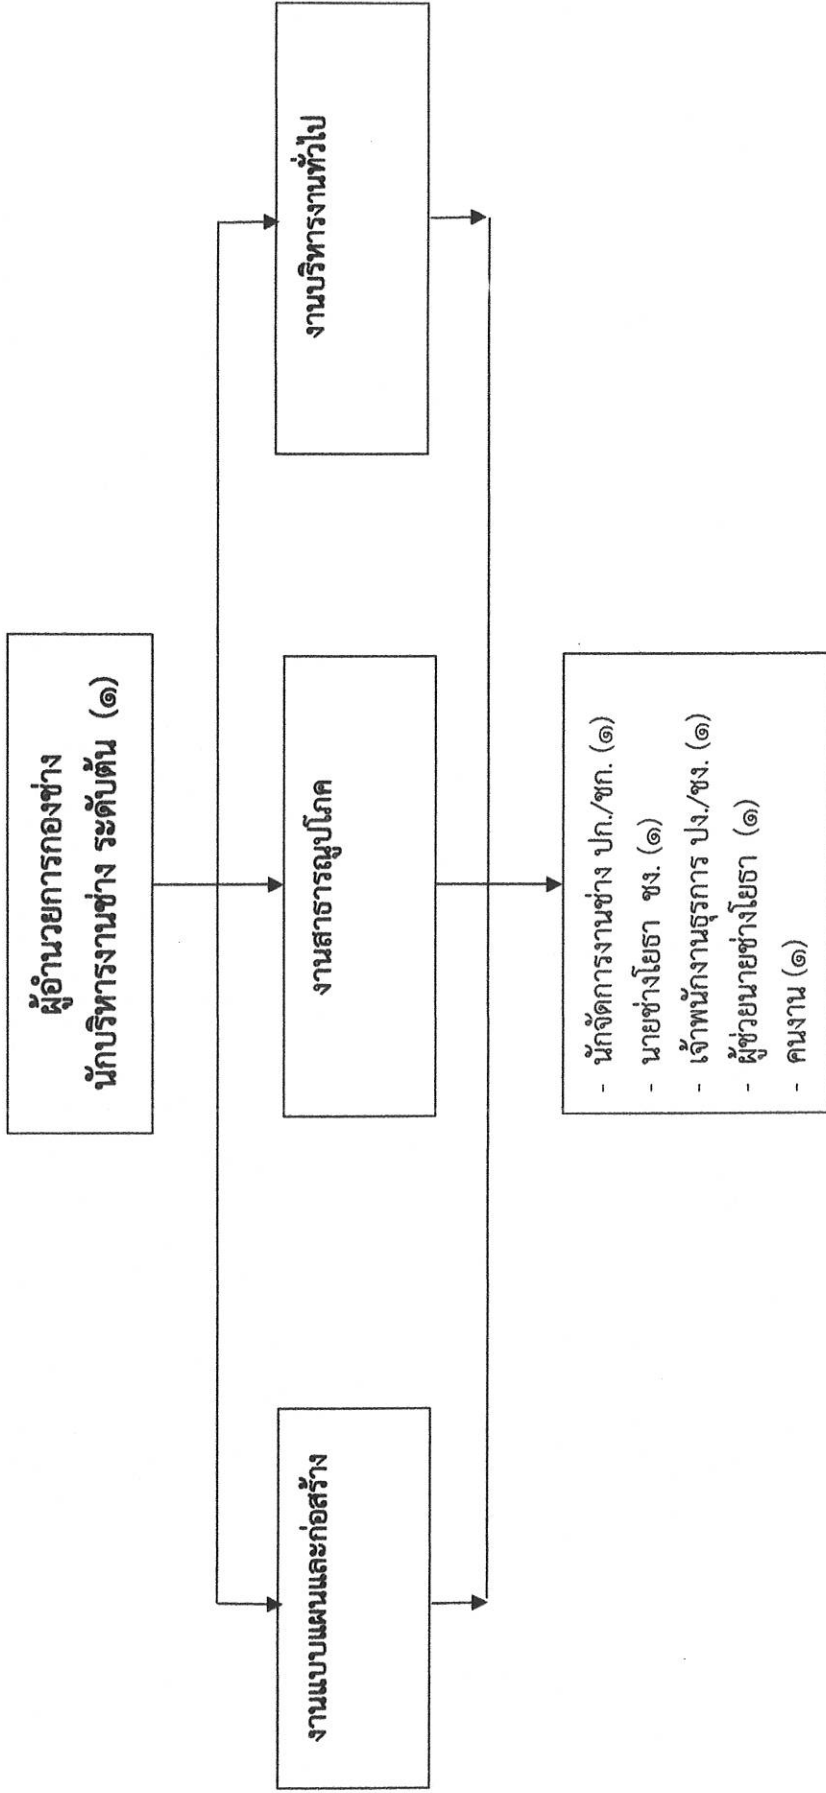 ผู้อำนวยการกองช่าง
นักบริหารงานช่าง ระดับต้น (๑)
งานแบบแผนและก่อสร้าง
งานสาธารณูปโภค
งานบริหารงานทั่วไป
- นักจัดการงานช่าง ปก./ชก. (๑)
- นายช่างโยธา ชง. (๑)
- เจ้าพนักงานธุรการ ปง./ชง. (๑)
- ผู้ช่วยนายช่างโยธา (๑)
- คนงาน (๑)